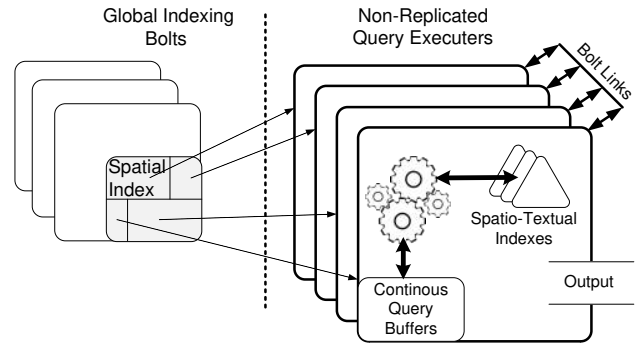 Global Indexing
Bolts
Non-Replicated
Query Executers
Bolt Links
Spatial
Index
Spatio-Textual
Indexes
Continous
Query
Buffers
Output